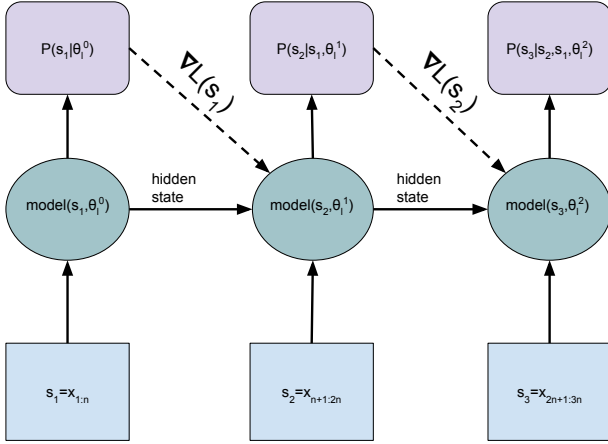 P(s₁|θₗ⁰)
P(s₂|s₁,θₗ¹)
P(s₃|s₂,s₁,θₗ²)
∇L(s₁)
∇L(s₂)
model(s₁,θₗ⁰)
hidden
state
model(s₂,θₗ¹)
hidden
state
model(s₃,θₗ²)
s₁=x₁:ₙ
s₂=xₙ₊₁:₂ₙ
s₃=x₂ₙ₊₁:₃ₙ